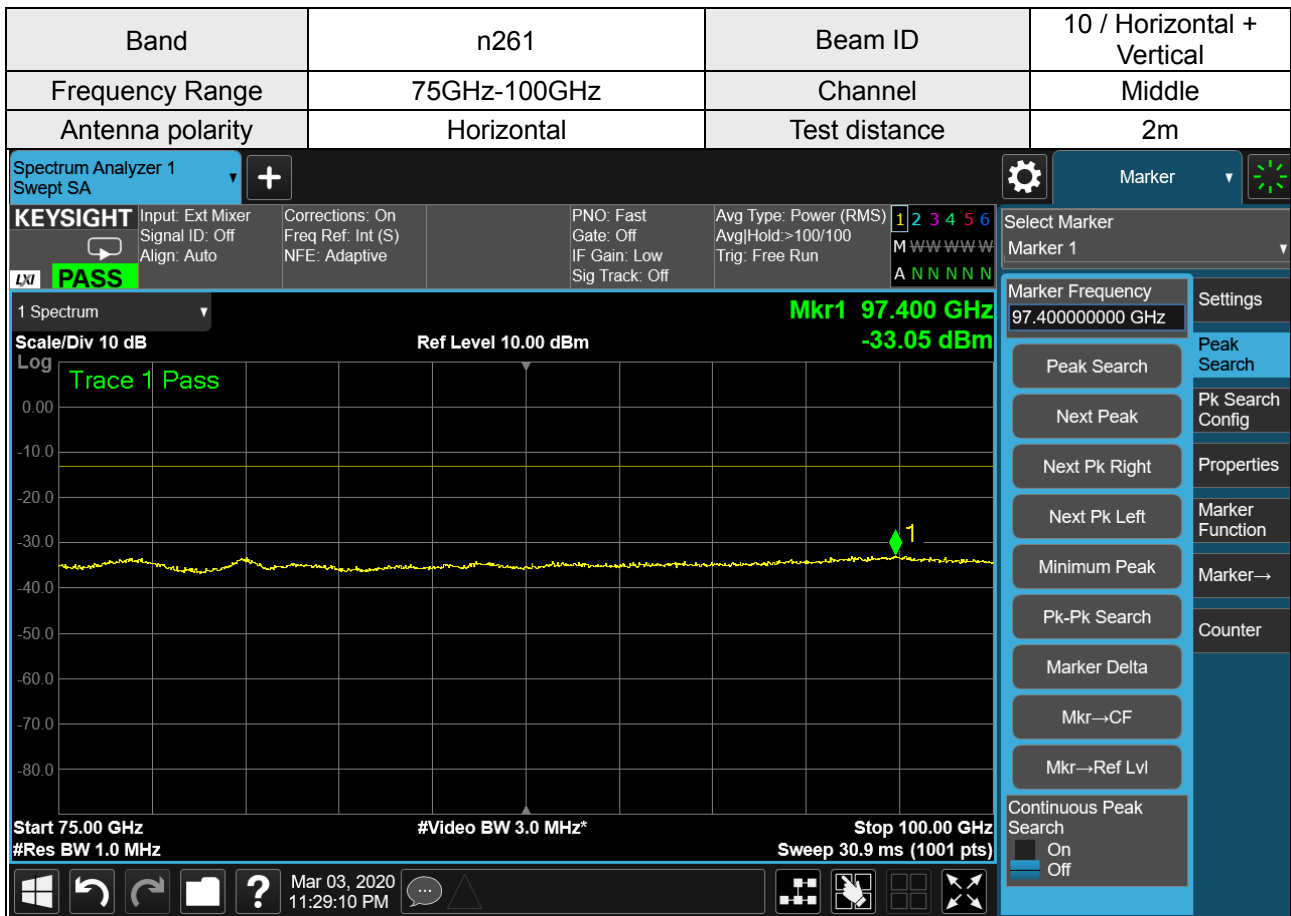 Band n261 Beam ID 10 / Horizontal + Vertical
Frequency Range 75GHz-100GHz Channel Middle
Antenna polarity Horizontal Test distance 2m
Spectrum Analyzer 1
Swept SA
+
Marker
KEYSIGHT
LXI PASS
Input: Ext Mixer
Signal ID: Off
Align: Auto
Corrections: On
Freq Ref: Int (S)
NFE: Adaptive
PNO: Fast
Gate: Off
IF Gain: Low
Sig Track: Off
Avg Type: Power (RMS)
Avg|Hold:>100/100
Trig: Free Run
1 2 3 4 5 6
M W W W W W
A N N N N N
Select Marker
Marker 1
1 Spectrum
Mkr1 97.400 GHz
-33.05 dBm
Scale/Div 10 dB
Ref Level 10.00 dBm
Log
Trace 1 Pass
0.00
-10.0
-20.0
-30.0
-40.0
-50.0
-60.0
-70.0
-80.0
1
Start 75.00 GHz
#Video BW 3.0 MHz*
Stop 100.00 GHz
#Res BW 1.0 MHz
Sweep 30.9 ms (1001 pts)
Marker Frequency
97.400000000 GHz
Peak Search
Next Peak
Next Pk Right
Next Pk Left
Minimum Peak
Pk-Pk Search
Marker Delta
Mkr→CF
Mkr→Ref Lvl
Continuous Peak
Search
On
Off
Settings
Peak
Search
Pk Search
Config
Properties
Marker
Function
Marker→
Counter
?
Mar 03, 2020
11:29:10 PM